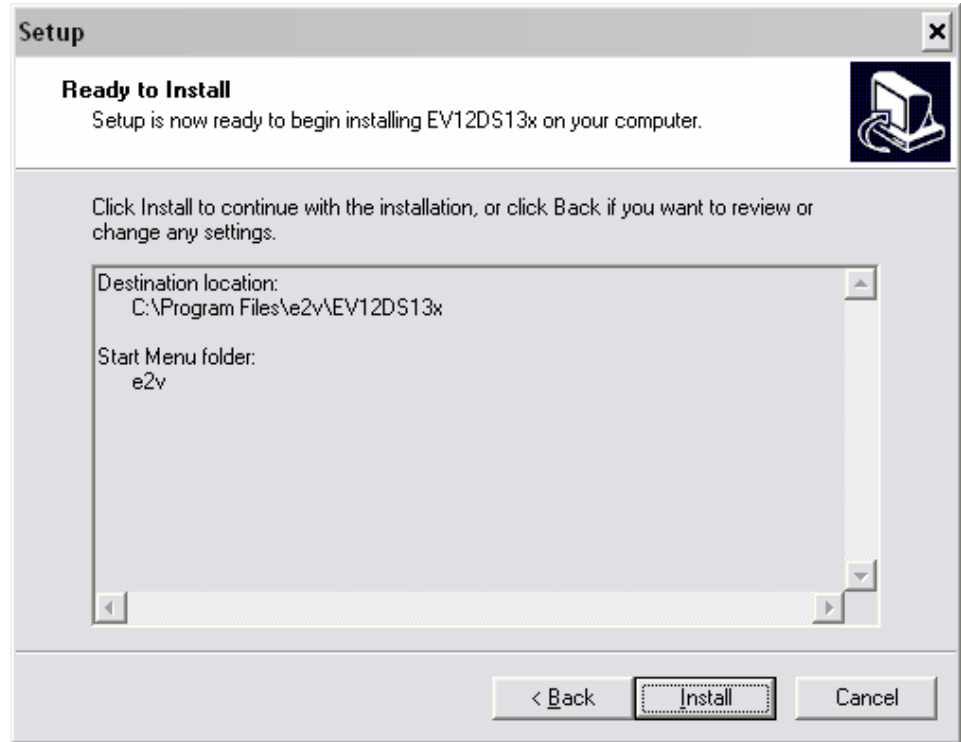 Setup
Ready to Install
Setup is now ready to begin installing EV12DS13x on your computer.
Click Install to continue with the installation, or click Back if you want to review or
change any settings.
Destination location:
C:\Program Files\e2v\EV12DS13x
Start Menu folder:
e2v
< Back
Install
Cancel